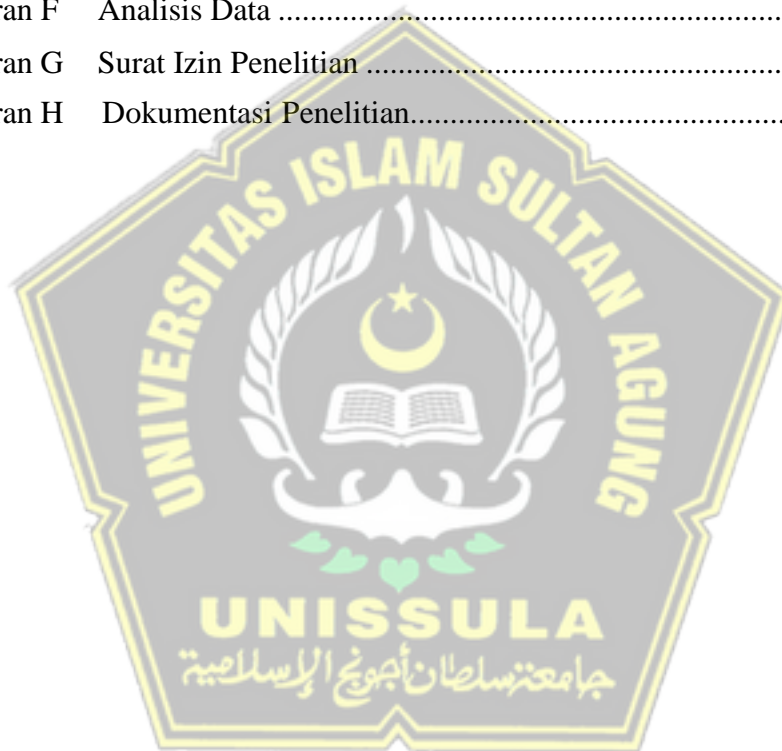 ran F Analisis Data ................................................................
ran G Surat Izin Penelitian .....................................................
ran H Dokumentasi Penelitian...............................................
UNIVERSITAS ISLAM SULTAN AGUNG
UNISSULA
جامعة سلطان أجونج الإسلامية